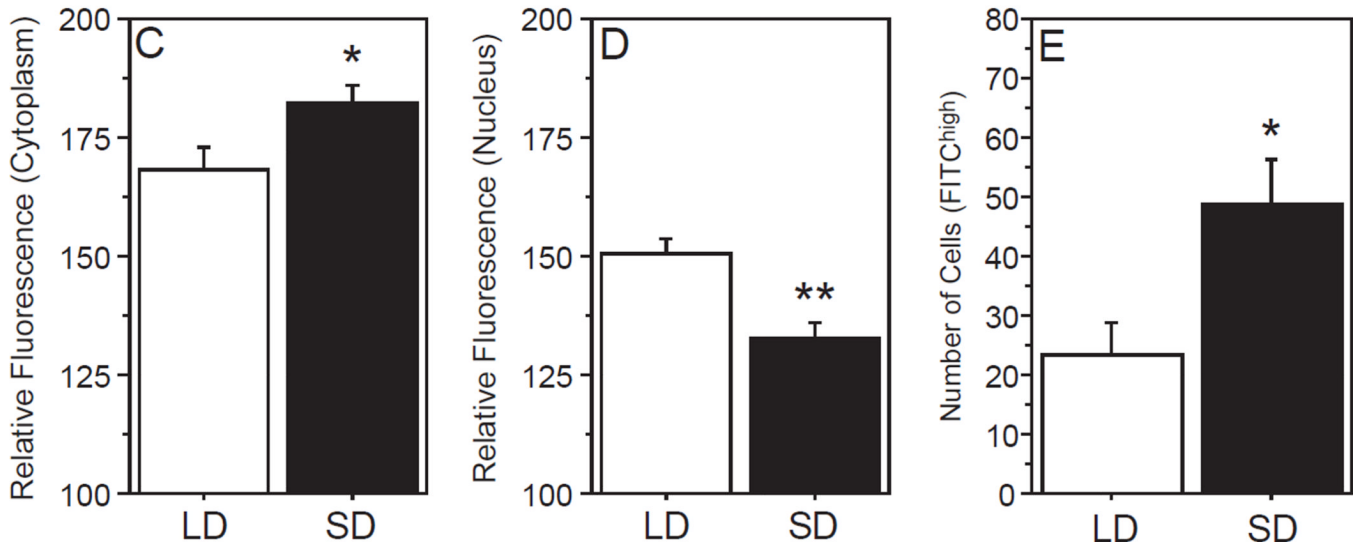 C
Relative Fluorescence (Cytoplasm)
200
175
150
125
100
*
LD SD
D
Relative Fluorescence (Nucleus)
200
175
150
125
100
**
LD SD
E
Number of Cells (FITChigh)
80
70
60
50
40
30
20
10
0
*
LD SD